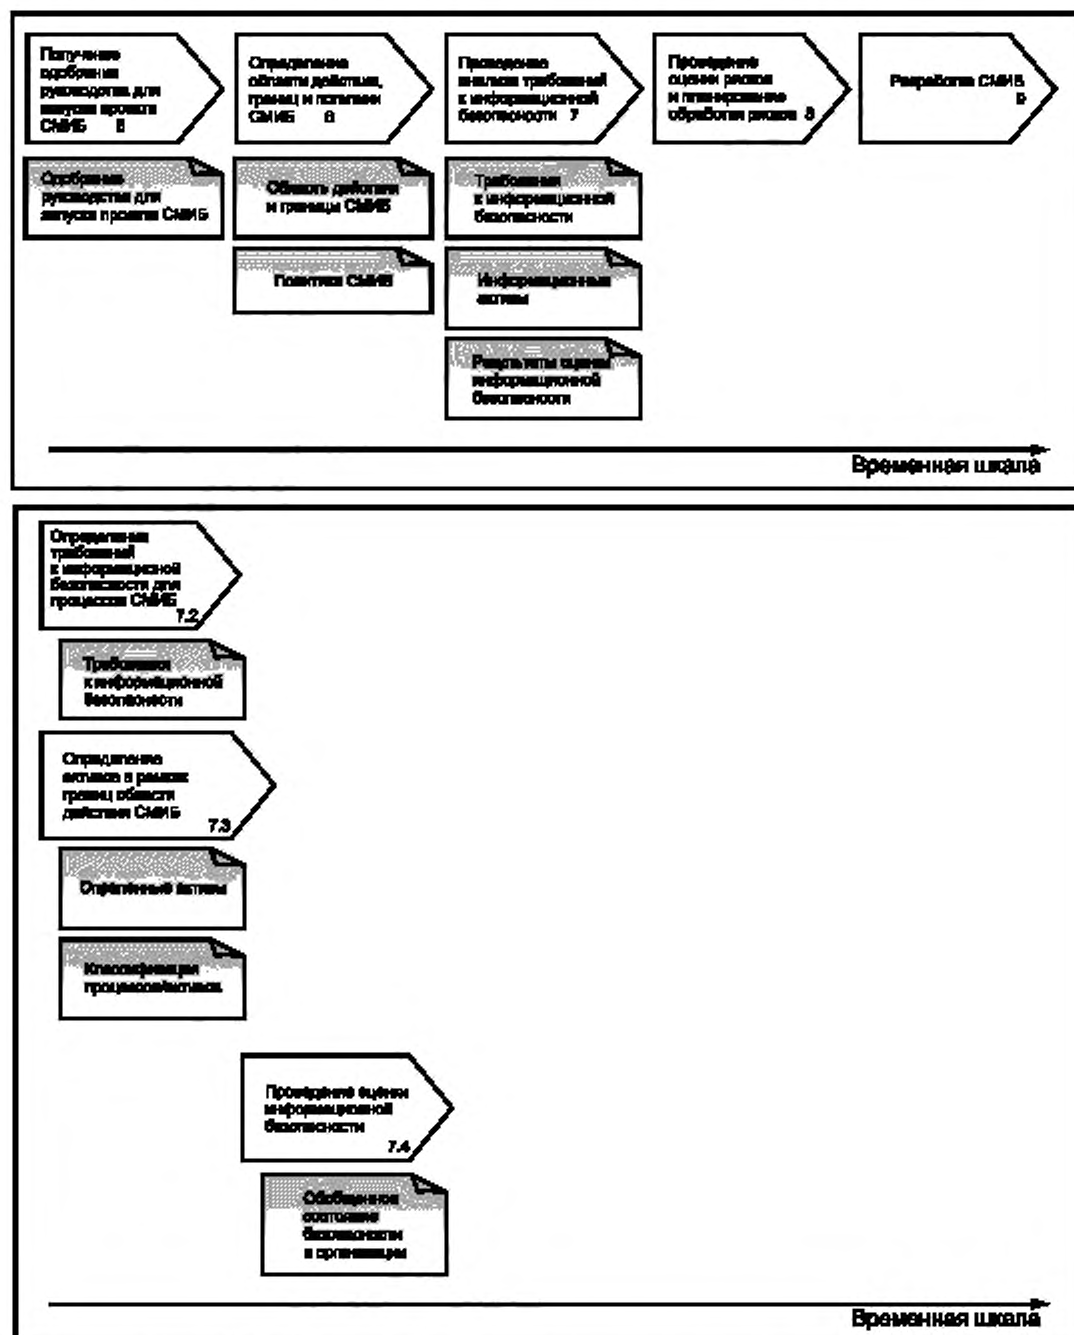 Получение
одобрения
руководства для
запуска проекта
СМИБ 5
Определение
области действия,
границ и политики
СМИБ 6
Проведение
анализа требований
к информационной
безопасности 7
Проведение
оценки рисков
и планирование
обработки рисков 8
Разработка СМИБ
9
Одобрение
руководства для
запуска проекта СМИБ
Область действия
и границы СМИБ
Требования
к информационной
безопасности
Политика СМИБ
Информационные
активы
Результаты оценки
информационной
безопасности
Временная шкала
Определение
требований
к информационной
безопасности для
процессов СМИБ
7.2
Требования
к информационной
безопасности
Определение
активов в рамках
границ области
действия СМИБ
7.3
активы
Классификация
процессов/активов
Проведение оценки
информационной
безопасности
7.4
Обобщенное
состояние
безопасности
в организации
Временная шкала